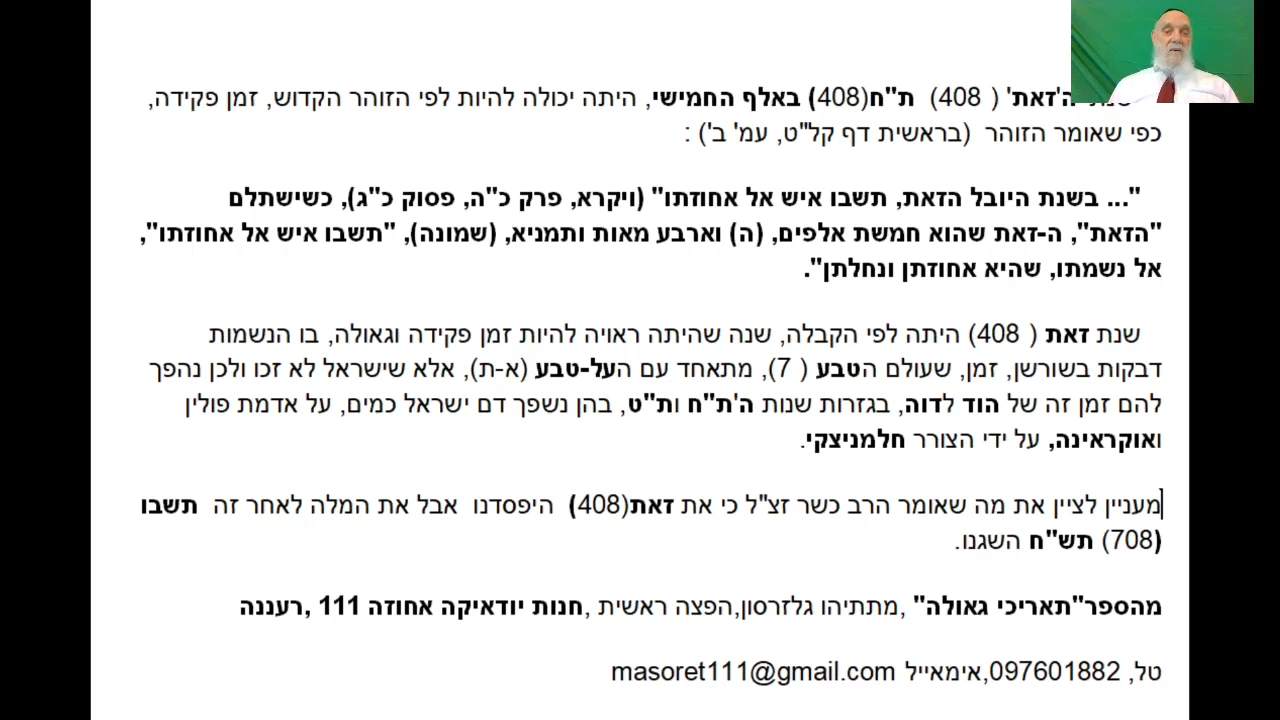 ה'זאת' ( 408) ת"ח(408) באלף החמישי, היתה יכולה להיות לפי הזוהר הקדוש, זמן פקידה,
כפי שאומר הזוהר (בראשית דף קל"ט, עמ' ב') :
"... בשנת היובל הזאת, תשבו איש אל אחוזתו" (ויקרא, פרק כ"ה, פסוק כ"ג), כשישתלם
"הזאת", ה-זאת שהוא חמשת אלפים, (ה) וארבע מאות ותמניא, (שמונה), "תשבו איש אל אחוזתו",
אל נשמתו, שהיא אחוזתן ונחלתן".
שנת זאת ( 408) היתה לפי הקבלה, שנה שהיתה ראויה להיות זמן פקידה וגאולה, בו הנשמות
דבקות בשורשן, זמן, שעולם הטבע ( 7), מתאחד עם העל-טבע (א-ת), אלא שישראל לא זכו ולכן נהפך
להם זמן זה של הוד לדוה, בגזרות שנות ה'ת"ח ות"ט, בהן נשפך דם ישראל כמים, על אדמת פולין
ואוקראינה, על ידי הצורר חלמניצקי.
מעניין לציין את מה שאומר הרב כשר זצ"ל כי את זאת(408) היפסדנו אבל את המלה לאחר זה תשבו
(708) תש"ח השגנו.
מהספר"תאריכי גאולה" ,מתתיהו גלזרסון,הפצה ראשית ,חנות יודאיקה אחוזה 111 ,רעננה
טל, 097601882,אימאייל masoret111@gmail.com